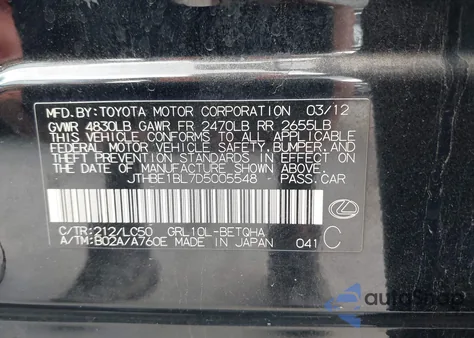 MFD.BY:TOYOTA MOTOR CORPORATION 03/12
GVWR 4830LB GAWR FR 2470LB RR 2655LB
THIS VEHICLE CONFORMS TO ALL APPLICABLE
FEDERAL MOTOR VEHICLE SAFETY, BUMPER, AND
THEFT PREVENTION STANDARDS IN EFFECT ON
THE DATE OF MANUFACTURE SHOWN ABOVE.
JTHBE1BL7D5005548 PASS.CAR
C/TR:212/LC50 GRL10L-BETQHA
A/TM:B02A/A760E MADE IN JAPAN 041 C
autosnap